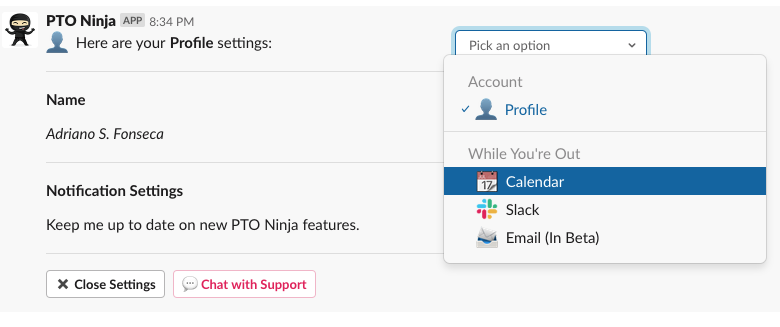 PTO Ninja APP 8:34 PM
Here are your Profile settings:
Pick an option
Account
Profile
While You're Out
17 Calendar
Slack
Email (In Beta)
Name
Adriano S. Fonseca
Notification Settings
Keep me up to date on new PTO Ninja features.
Close Settings
Chat with Support